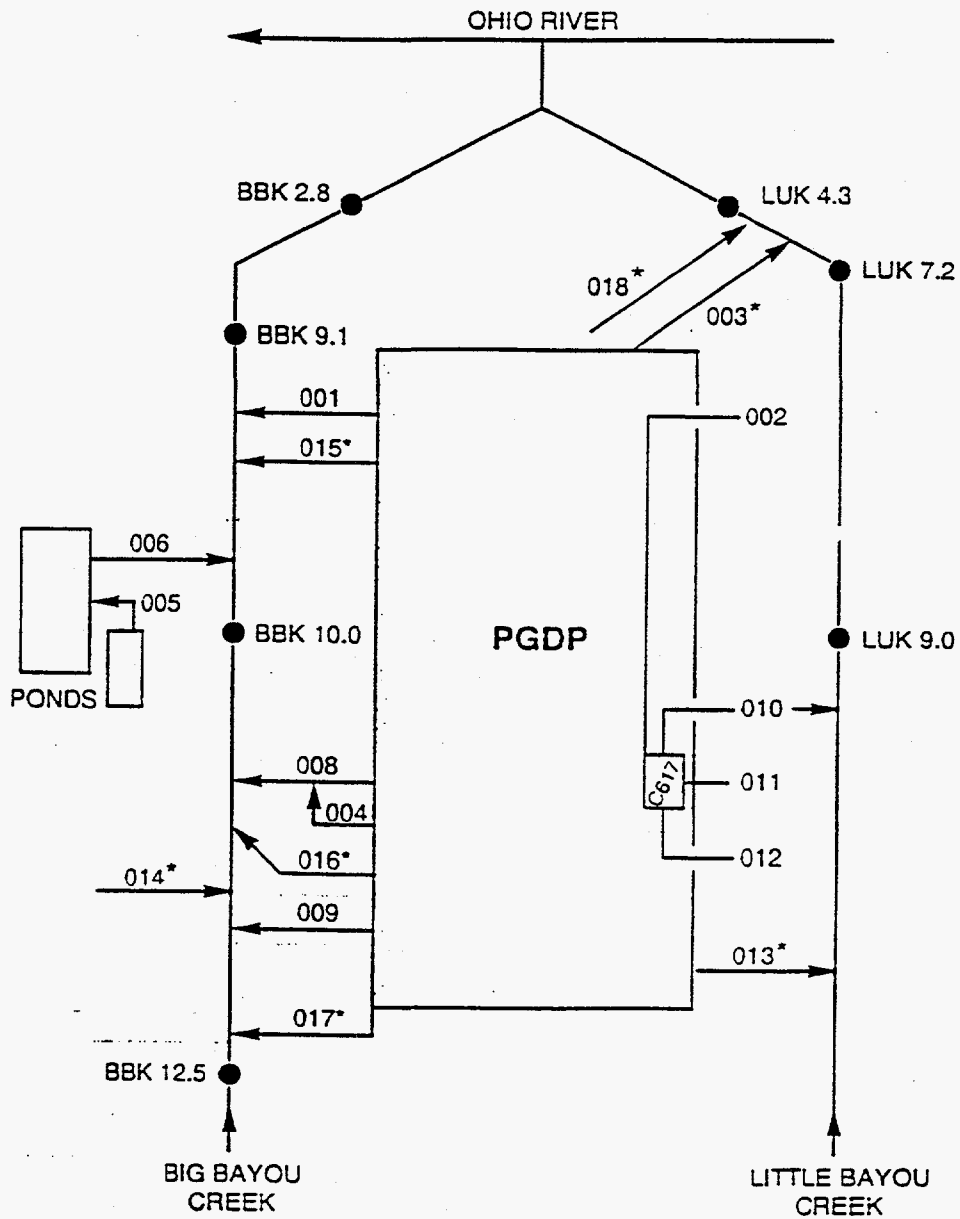 OHIO RIVER
BBK 2.8
LUK 4.3
LUK 7.2
018*
003*
BBK 9.1
001
002
015*
006
005
BBK 10.0
PGDP
LUK 9.0
PONDS
010
008
C617
011
004
016*
012
014*
009
013*
017*
BBK 12.5
BIG BAYOU
CREEK
LITTLE BAYOU
CREEK